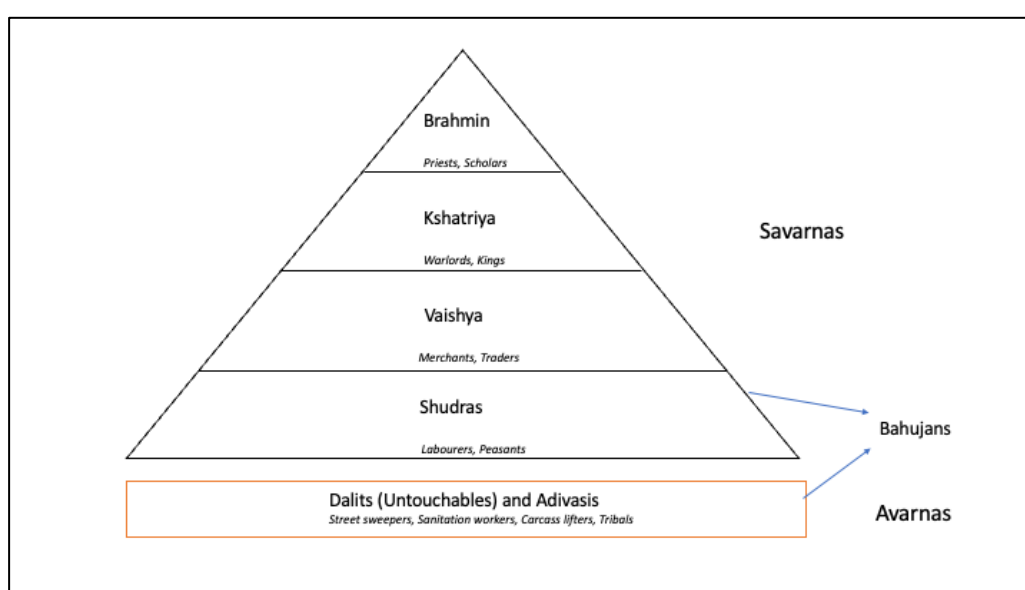 Brahmin
Priests, Scholars
Kshatriya
Warlords, Kings
Savarnas
Vaishya
Merchants, Traders
Shudras
Labourers, Peasants
Bahujans
Dalits (Untouchables) and Adivasis
Street sweepers, Sanitation workers, Carcass lifters, Tribals
Avarnas